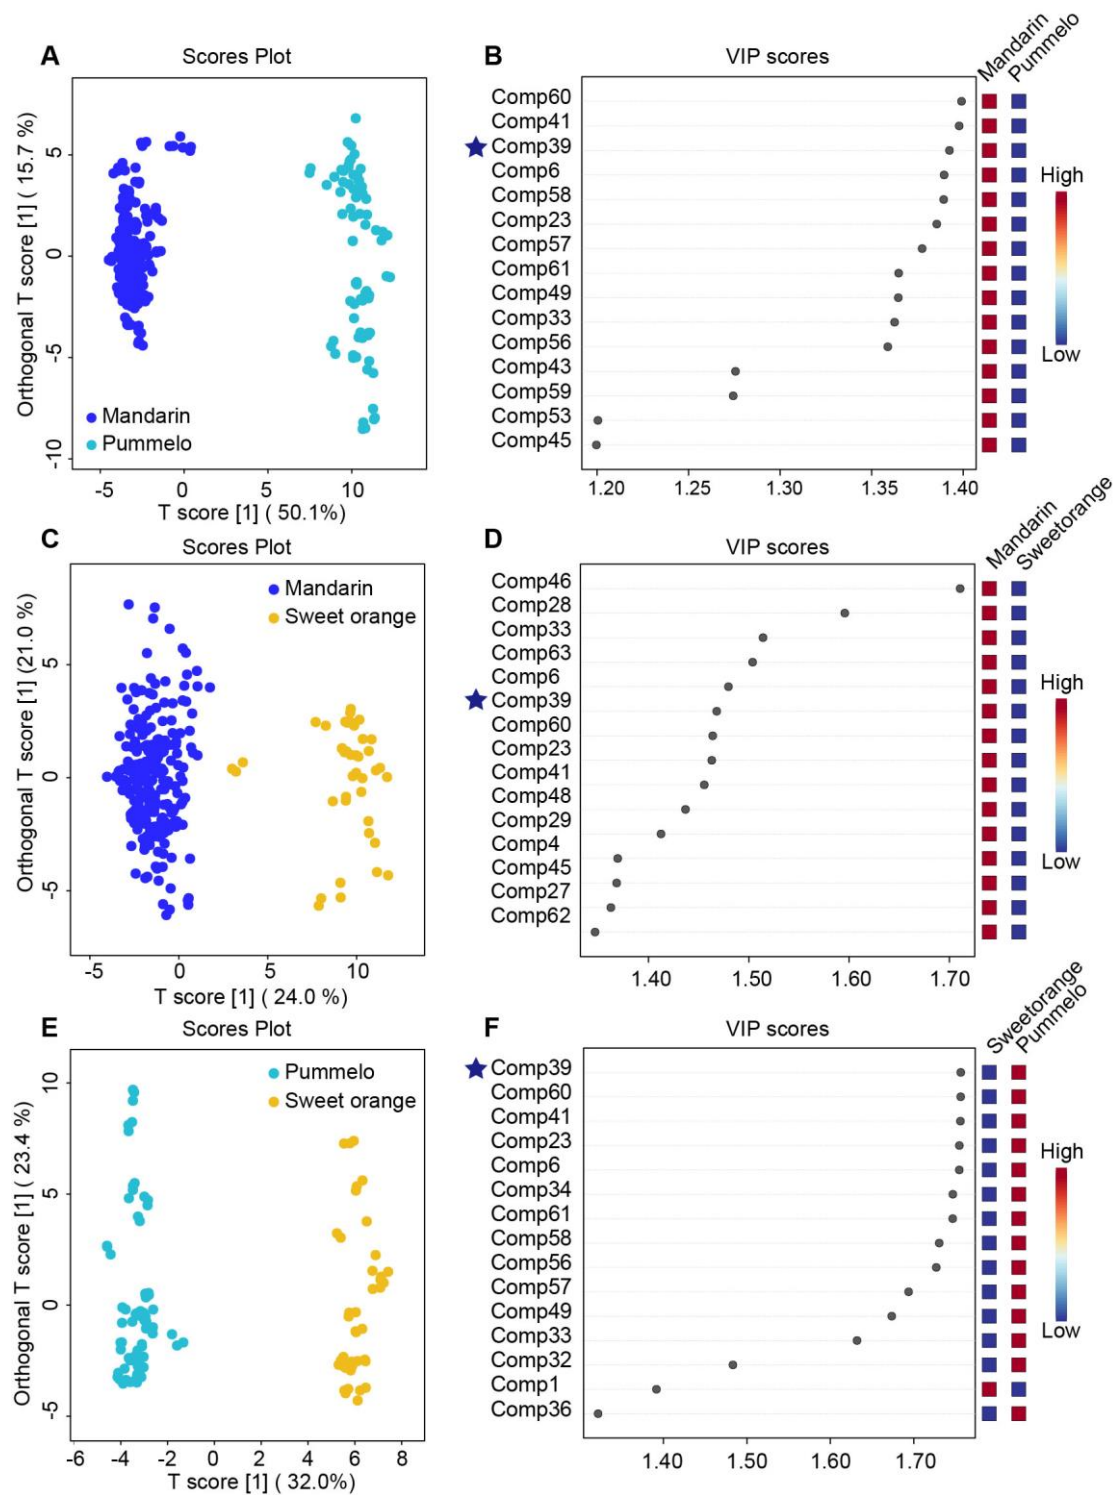 A
Scores Plot
Orthogonal T score [1] ( 15.7 %)
5
0
-5
-10
Mandarin
Pummelo
-5 0 5 10
T score [1] ( 50.1%)
B
VIP scores
Mandarin
Pummelo
Comp60
Comp41
Comp39
Comp6
Comp58
Comp23
Comp57
Comp61
Comp49
Comp33
Comp56
Comp43
Comp59
Comp53
Comp45
1.20 1.25 1.30 1.35 1.40
High
Low
C
Scores Plot
Orthogonal T score [1] (21.0 %)
5
0
-5
Mandarin
Sweet orange
-5 0 5 10
T score [1] ( 24.0 %)
D
VIP scores
Mandarin
Sweetorange
Comp46
Comp28
Comp33
Comp63
Comp6
Comp39
Comp60
Comp23
Comp41
Comp48
Comp29
Comp4
Comp45
Comp27
Comp62
1.40 1.50 1.60 1.70
High
Low
E
Scores Plot
Orthogonal T score [1] ( 23.4 %)
10
5
0
-5
Pummelo
Sweet orange
-6 -4 -2 0 2 4 6 8
T score [1] ( 32.0%)
F
VIP scores
Sweetorange
Pummelo
Comp39
Comp60
Comp41
Comp23
Comp6
Comp34
Comp61
Comp58
Comp56
Comp57
Comp49
Comp33
Comp32
Comp1
Comp36
1.40 1.50 1.60 1.70
High
Low